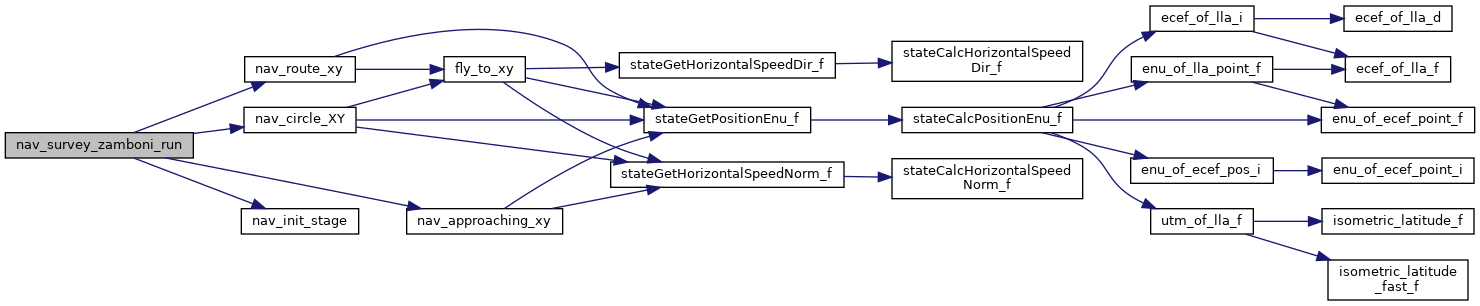 nav_survey_zamboni_run
nav_route_xy
nav_circle_XY
nav_init_stage
fly_to_xy
nav_approaching_xy
stateGetHorizontalSpeedDir_f
stateGetPositionEnu_f
stateGetHorizontalSpeedNorm_f
stateCalcHorizontalSpeed
Dir_f
stateCalcPositionEnu_f
stateCalcHorizontalSpeed
Norm_f
ecef_of_lla_i
enu_of_lla_point_f
enu_of_ecef_pos_i
utm_of_lla_f
ecef_of_lla_d
ecef_of_lla_f
enu_of_ecef_point_f
enu_of_ecef_point_i
isometric_latitude_f
isometric_latitude
_fast_f